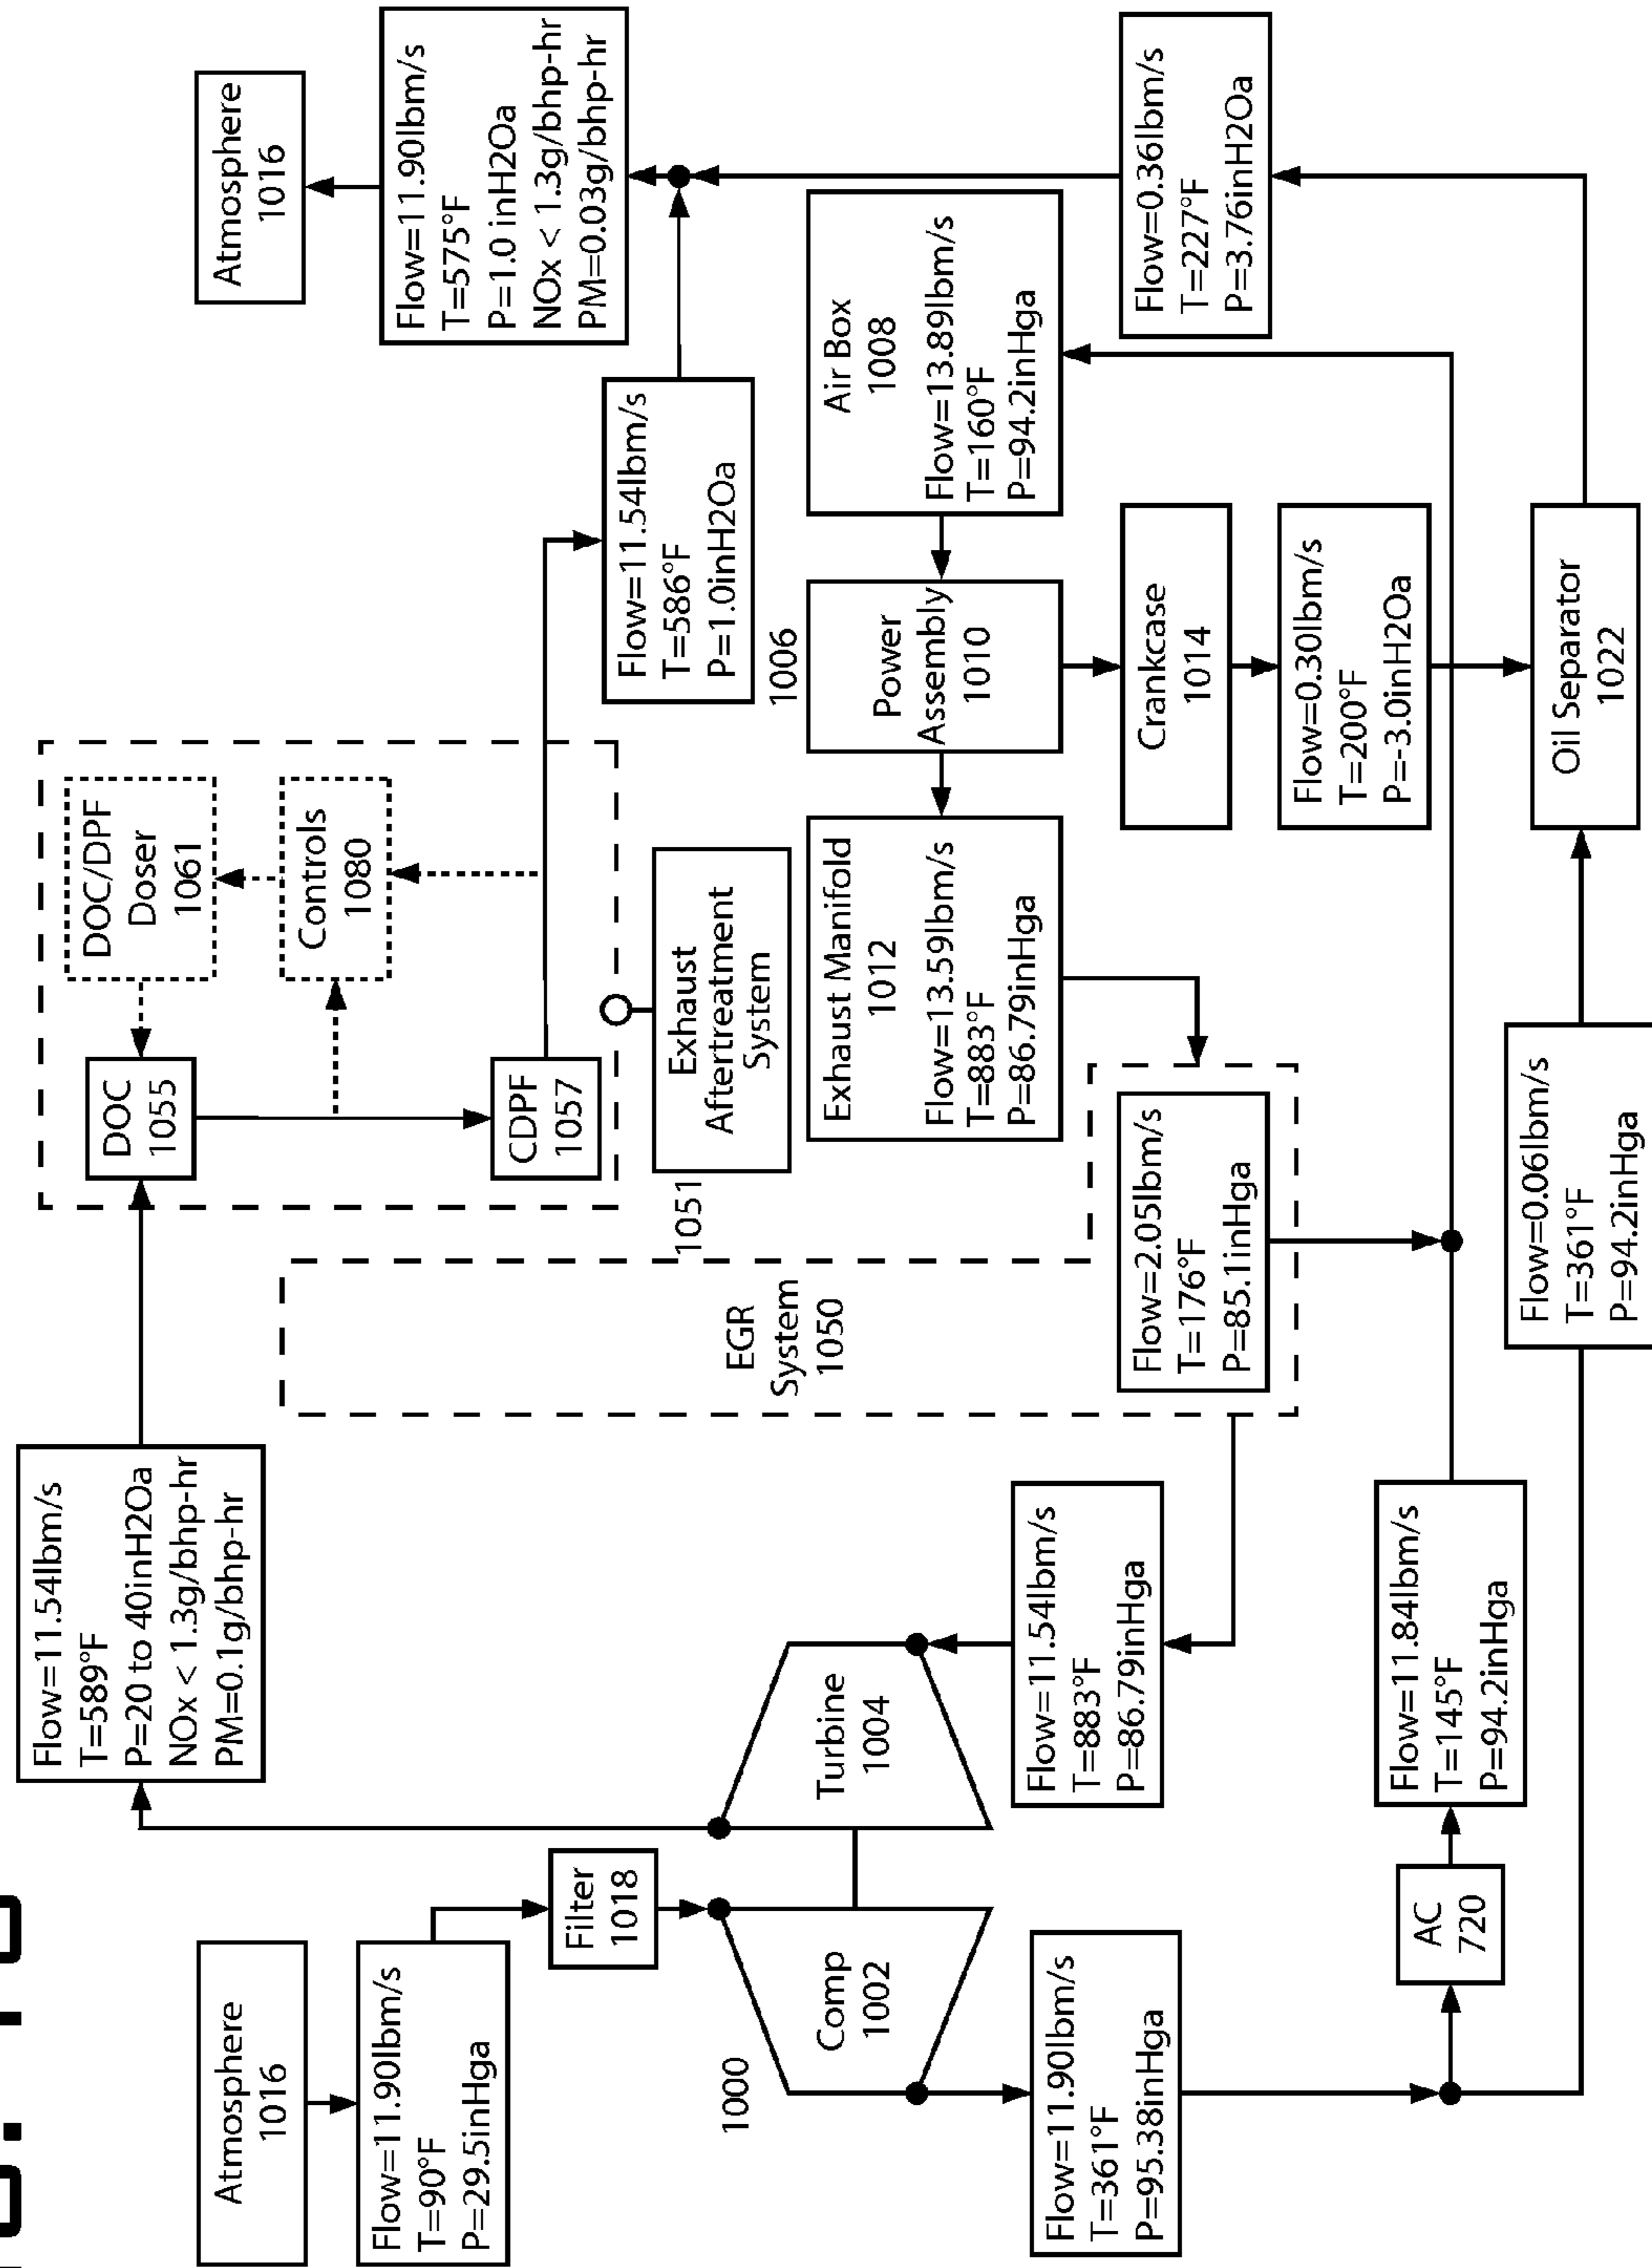 Atmosphere
1016
Flow=11.90lbm/s
T=90°F
P=29.5inHga
Filter
1018
1000
Comp
1002
Turbine
1004
Flow=11.90lbm/s
T=361°F
P=95.38inHga
AC
720
Flow=11.84lbm/s
T=145°F
P=94.2inHga
Flow=11.54lbm/s
T=883°F
P=86.79inHga
Flow=11.54lbm/s
T=589°F
P=20 to 40inH2Oa
NOx < 1.3g/bhp-hr
PM=0.1g/bhp-hr
EGR
System
1050
Flow=2.05lbm/s
T=176°F
P=85.1inHga
Flow=0.06lbm/s
T=361°F
P=94.2inHga
DOC
1055
CDPF
1057
DOC/DPF
Doser
1061
Controls
1080
1051
Exhaust
Aftertreatment
System
Exhaust Manifold
1012
Flow=13.59lbm/s
T=883°F
P=86.79inHga
1006
Power
Assembly
1010
Air Box
1008
Flow=13.89lbm/s
T=160°F
P=94.2inHga
Crankcase
1014
Flow=0.30lbm/s
T=200°F
P=-3.0inH2Oa
Oil Separator
1022
Flow=0.36lbm/s
T=227°F
P=3.76inH2Oa
Flow=11.54lbm/s
T=586°F
P=1.0inH2Oa
Flow=11.90lbm/s
T=575°F
P=1.0 inH2Oa
NOx < 1.3g/bhp-hr
PM=0.03g/bhp-hr
Atmosphere
1016